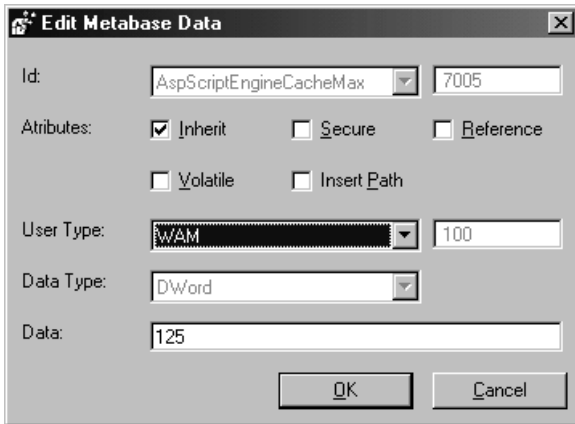 Edit Metabase Data
Id: AspScriptEngineCacheMax 7005
Atributes: Inherit Secure Reference
Volatile Insert Path
User Type: WAM 100
Data Type: DWord
Data: 125
OK Cancel